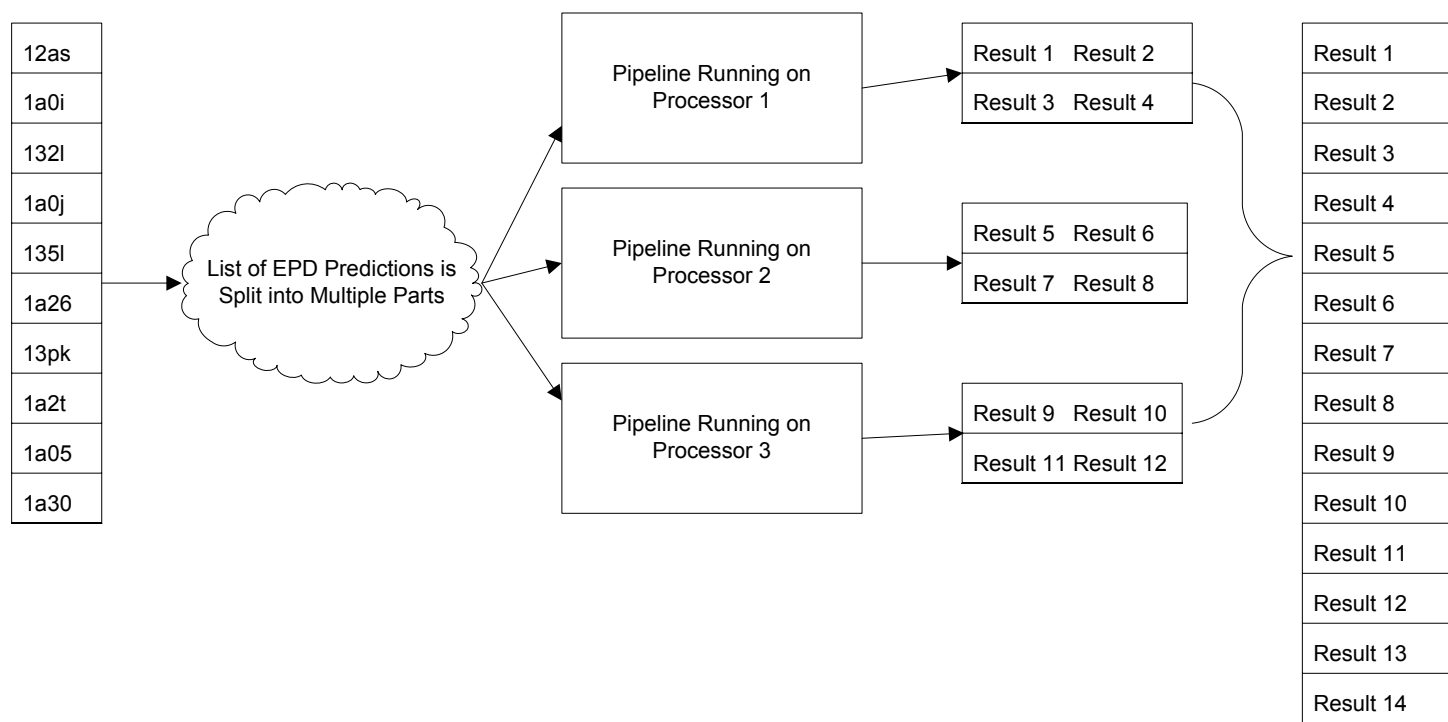 12as
1a0i
132l
1a0j
135l
1a26
13pk
1a2t
1a05
1a30
List of EPD Predictions is
Split into Multiple Parts
Pipeline Running on
Processor 1
Pipeline Running on
Processor 2
Pipeline Running on
Processor 3
Result 1 Result 2
Result 3 Result 4
Result 5 Result 6
Result 7 Result 8
Result 9 Result 10
Result 11 Result 12
Result 1
Result 2
Result 3
Result 4
Result 5
Result 6
Result 7
Result 8
Result 9
Result 10
Result 11
Result 12
Result 13
Result 14